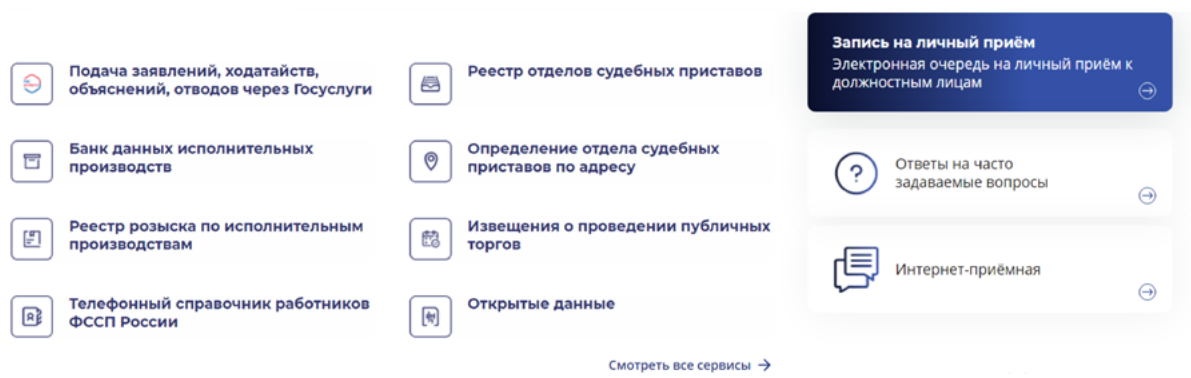 Подача заявлений, ходатайств,
объяснений, отводов через Госуслуги
Банк данных исполнительных
производств
Реестр розыска по исполнительным
производствам
Телефонный справочник работников
ФССП России
Реестр отделов судебных приставов
Определение отдела судебных
приставов по адресу
Извещения о проведении публичных
торгов
Открытые данные
Смотреть все сервисы →
Запись на личный приём
Электронная очередь на личный приём к
должностным лицам
Ответы на часто
задаваемые вопросы
Интернет-приёмная